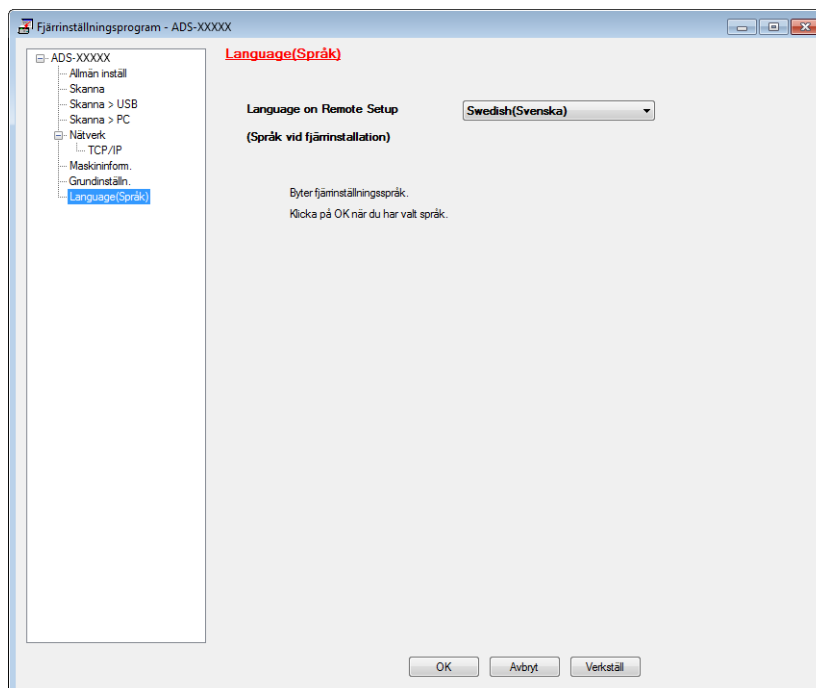 Fjärrinställningsprogram - ADS-XXXXX
ADS-XXXXX
Allmän inställ
Skanna
Skanna > USB
Skanna > PC
Nätverk
TCP/IP
Maskininform.
Grundinställn.
Language(Språk)
Language(Språk)
Language on Remote Setup
Swedish(Svenska)
(Språk vid fjärrinstallation)
Byter fjärrinställningsspråk.
Klicka på OK när du har valt språk.
OK
Avbryt
Verkställ